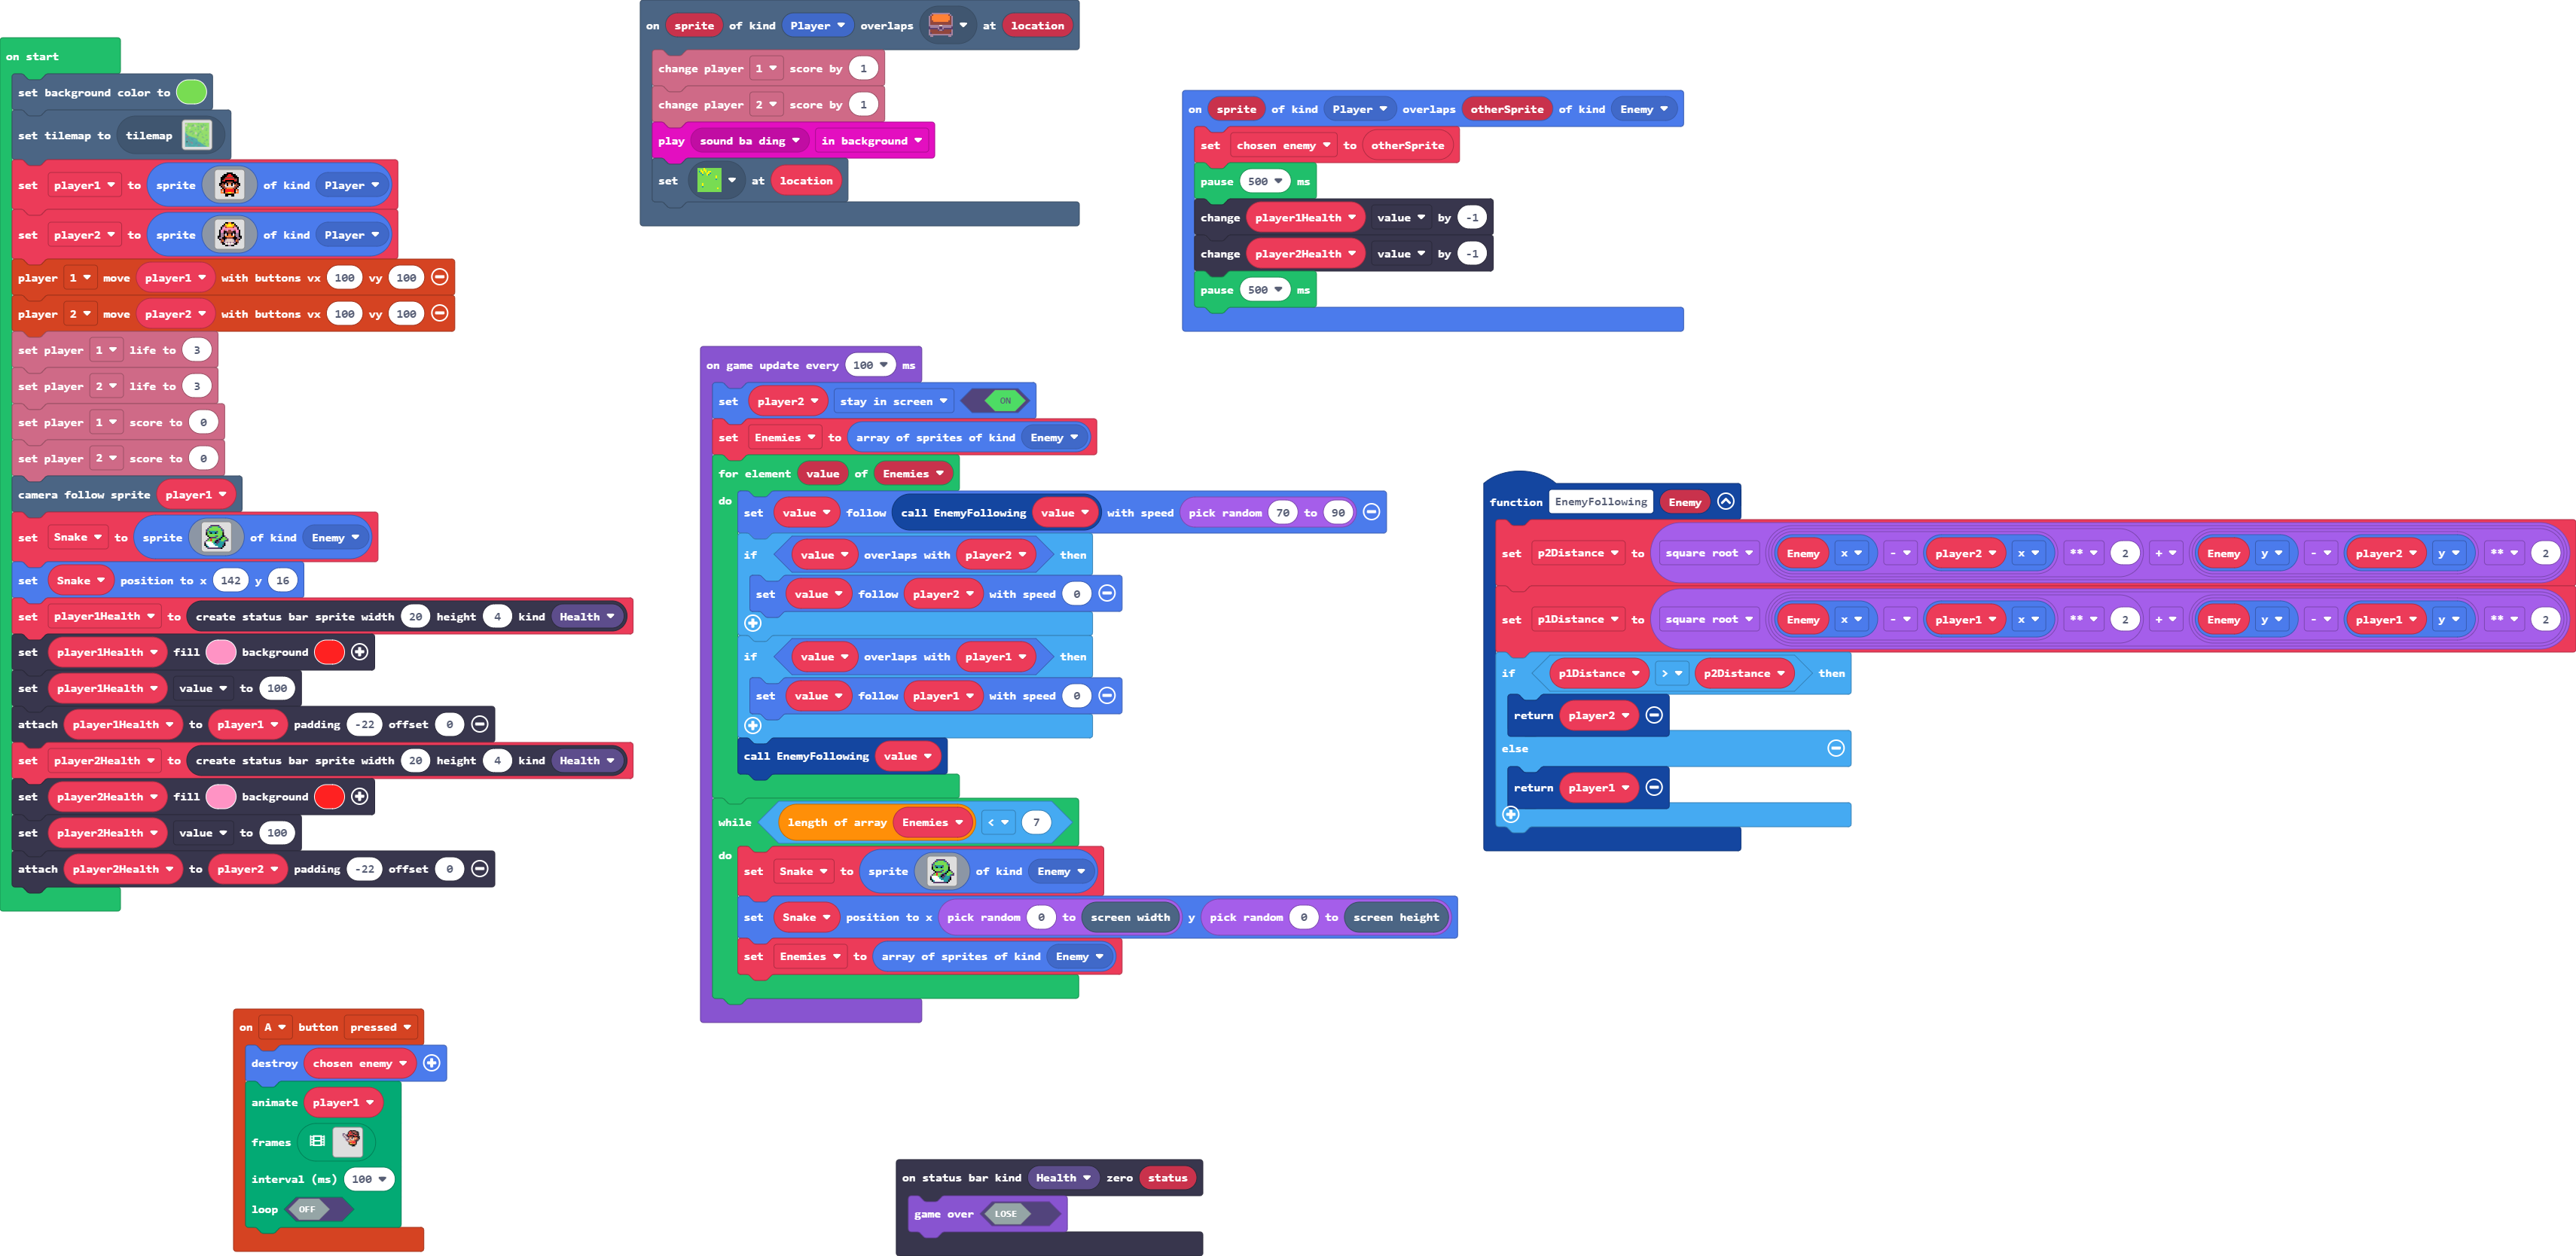 on start
set background color to
set tilemap to tilemap
set player1 to sprite of kind Player
set player2 to sprite of kind Player
player 1 move player1 with buttons vx 100 vy 100
player 2 move player2 with buttons vx 100 vy 100
set player 1 life to 3
set player 2 life to 3
set player 1 score to 0
set player 2 score to 0
camera follow sprite player1
set Snake to sprite of kind Enemy
set Snake position to x 142 y 16
set player1Health to create status bar sprite width 20 height 4 kind Health
set player1Health fill background
set player1Health value to 100
attach player1Health to player1 padding -22 offset 0
set player2Health to create status bar sprite width 20 height 4 kind Health
set player2Health fill background
set player2Health value to 100
attach player2Health to player2 padding -22 offset 0
on sprite of kind Player overlaps at location
change player 1 score by 1
change player 2 score by 1
play sound ba ding in background
set at location
on sprite of kind Player overlaps otherSprite of kind Enemy
set chosen enemy to otherSprite
pause 500 ms
change player1Health value by -1
change player2Health value by -1
pause 500 ms
on game update every 100 ms
set player2 stay in screen ON
set Enemies to array of sprites of kind Enemy
for element value of Enemies
do
set value follow call EnemyFollowing value with speed pick random 70 to 90
if value overlaps with player2 then
set value follow player2 with speed 0
if value overlaps with player1 then
set value follow player1 with speed 0
call EnemyFollowing value
while length of array Enemies < 7
do
set Snake to sprite of kind Enemy
set Snake position to x pick random 0 to screen width y pick random 0 to screen height
set Enemies to array of sprites of kind Enemy
function EnemyFollowing Enemy
set p2Distance to square root Enemy x - player2 x ** 2 + Enemy y - player2 y ** 2
set p1Distance to square root Enemy x - player1 x ** 2 + Enemy y - player1 y ** 2
if p1Distance > p2Distance then
return player2
else
return player1
on A button pressed
destroy chosen enemy
animate player1
frames
interval (ms) 100
loop OFF
on status bar kind Health zero status
game over LOSE